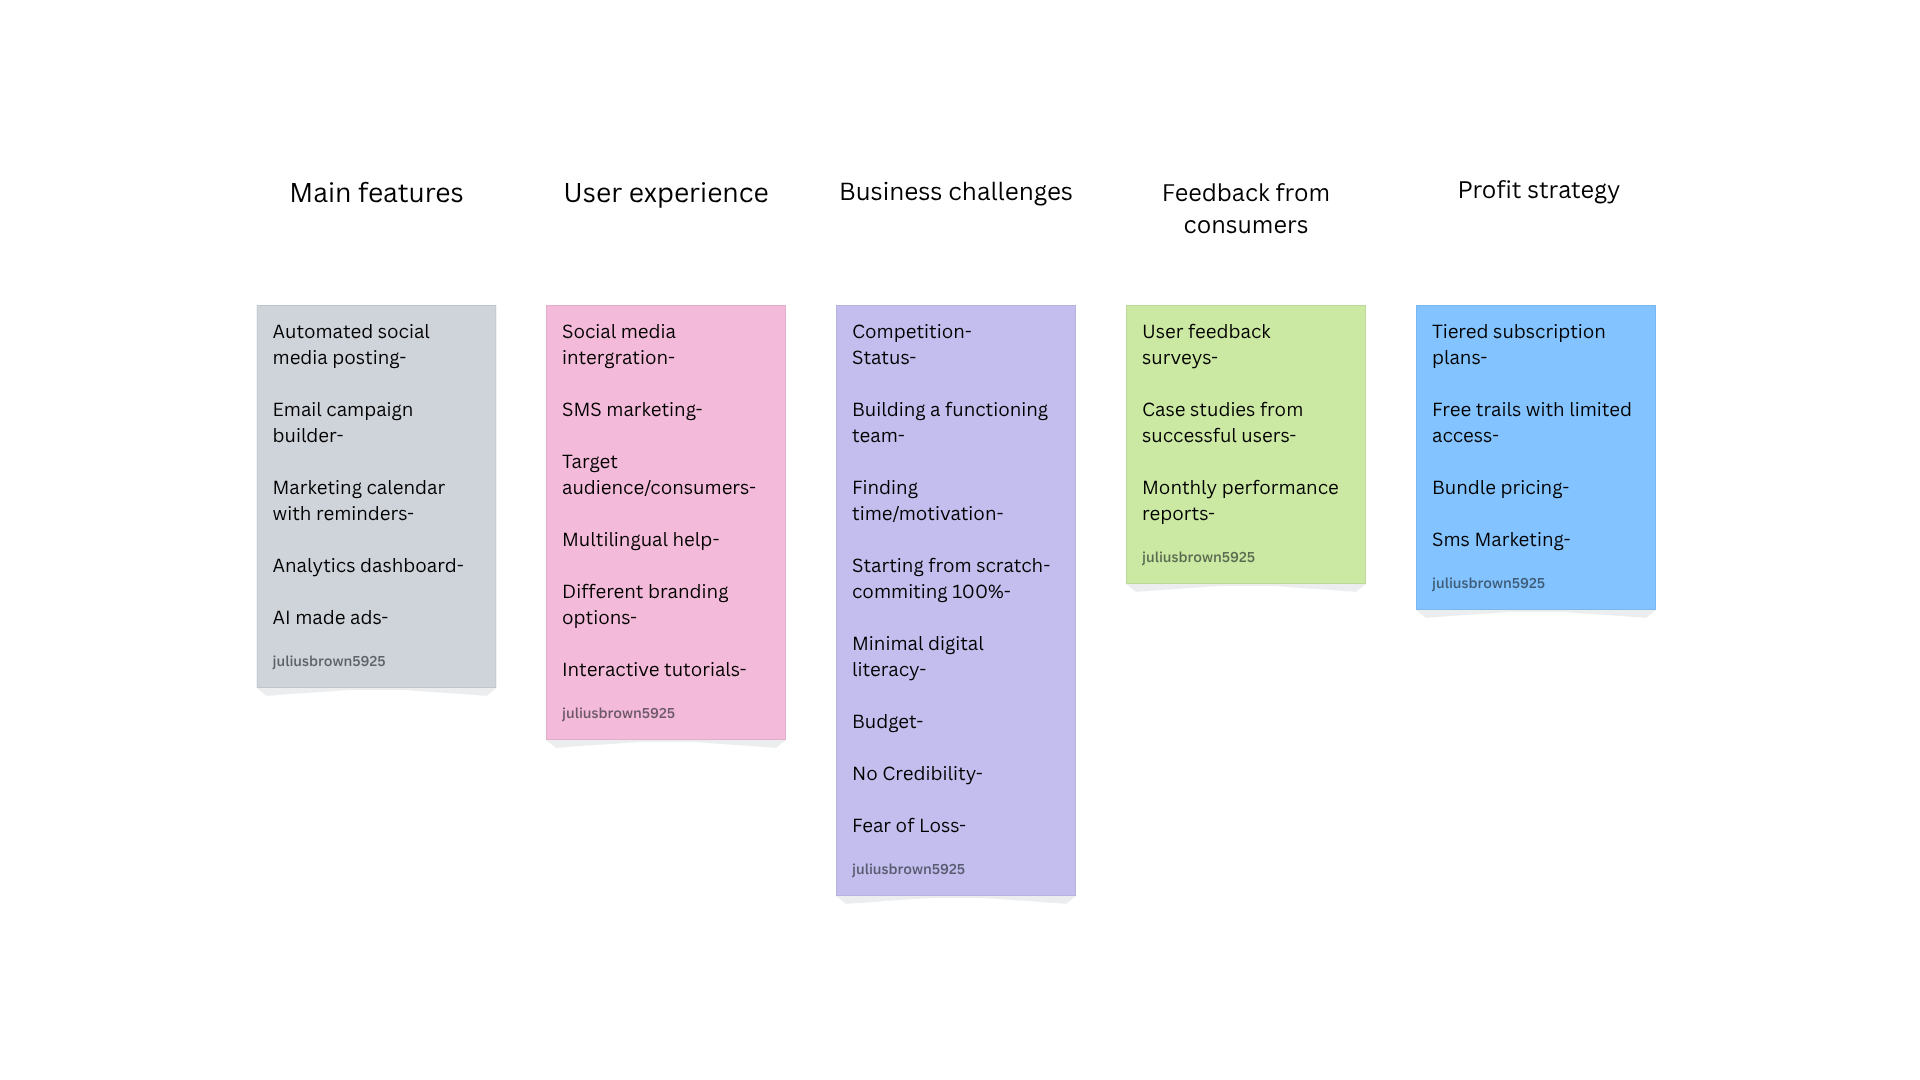 Main features
User experience
Business challenges
Feedback from
consumers
Profit strategy
Automated social
media posting-
Email campaign
builder-
Marketing calendar
with reminders-
Analytics dashboard-
AI made ads-
juliusbrown5925
Social media
intergration-
SMS marketing-
Target
audience/consumers-
Multilingual help-
Different branding
options-
Interactive tutorials-
juliusbrown5925
Competition-
Status-
Building a functioning
team-
Finding
time/motivation-
Starting from scratch-
commiting 100%-
Minimal digital
literacy-
Budget-
No Credibility-
Fear of Loss-
juliusbrown5925
User feedback
surveys-
Case studies from
successful users-
Monthly performance
reports-
juliusbrown5925
Tiered subscription
plans-
Free trails with limited
access-
Bundle pricing-
Sms Marketing-
juliusbrown5925